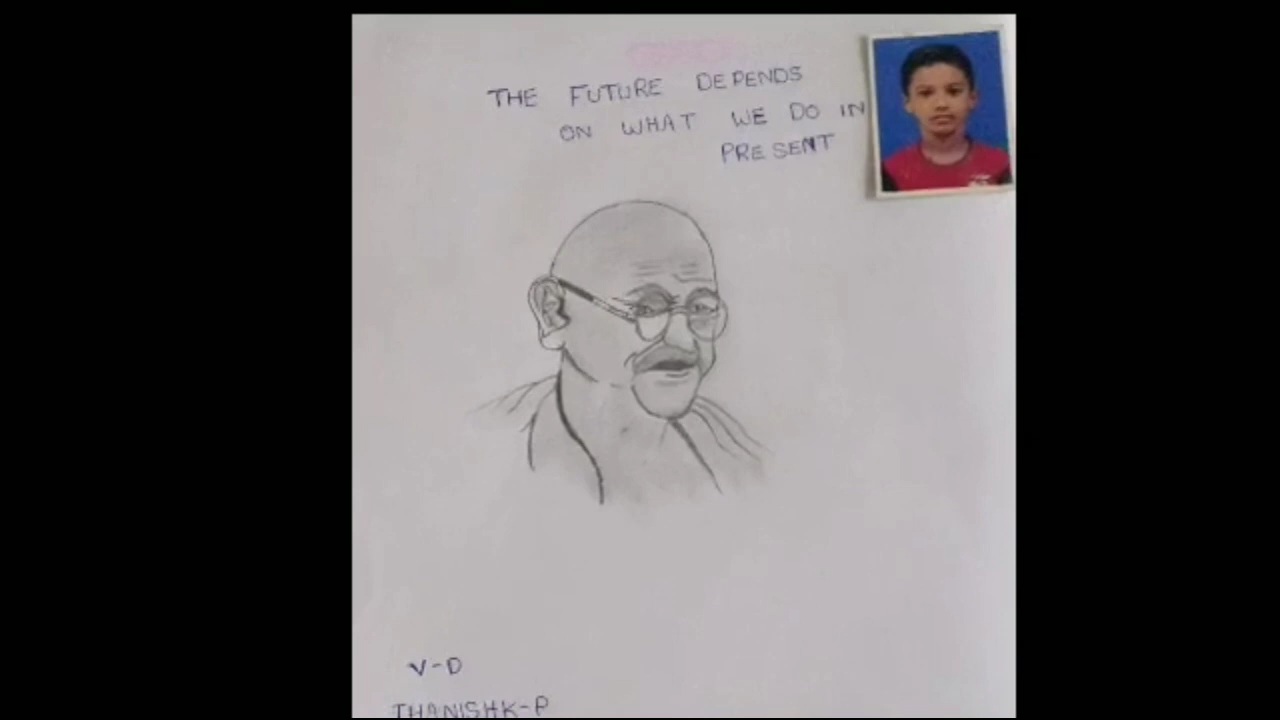 THE FUTURE DEPENDS
ON WHAT WE DO IN
PRESENT
V-D
THANISHK-P